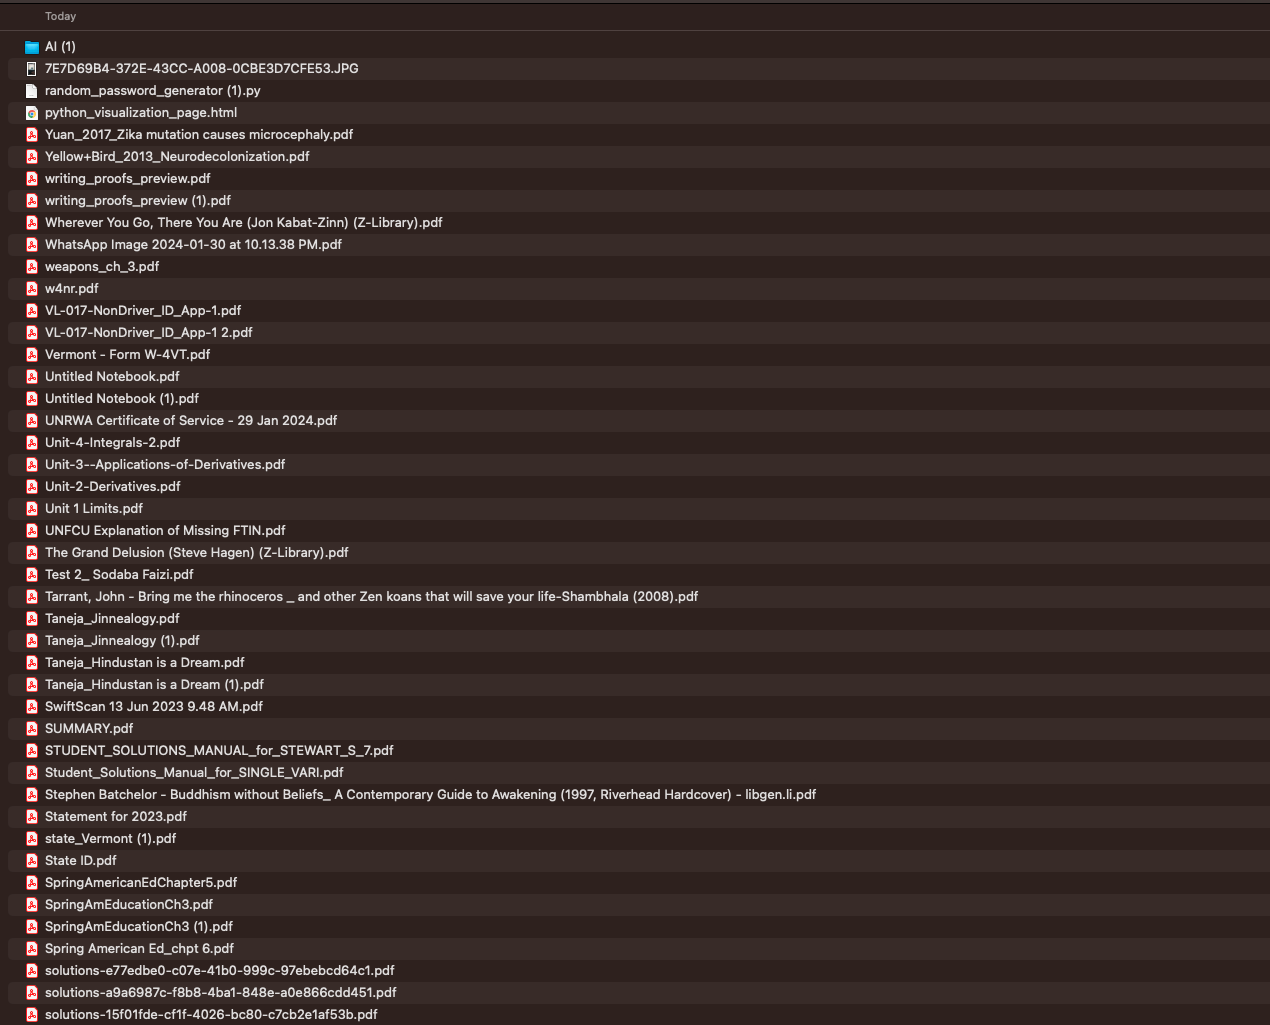 Today
AI (1)
7E7D69B4-372E-43CC-A008-0CBE3D7CFE53.JPG
random_password_generator (1).py
python_visualization_page.html
Yuan_2017_Zika mutation causes microcephaly.pdf
Yellow+Bird_2013_Neurodecolonization.pdf
writing_proofs_preview.pdf
writing_proofs_preview (1).pdf
Wherever You Go, There You Are (Jon Kabat-Zinn) (Z-Library).pdf
WhatsApp Image 2024-01-30 at 10.13.38 PM.pdf
weapons_ch_3.pdf
w4nr.pdf
VL-017-NonDriver_ID_App-1.pdf
VL-017-NonDriver_ID_App-1 2.pdf
Vermont - Form W-4VT.pdf
Untitled Notebook.pdf
Untitled Notebook (1).pdf
UNRWA Certificate of Service - 29 Jan 2024.pdf
Unit-4-Integrals-2.pdf
Unit-3--Applications-of-Derivatives.pdf
Unit-2-Derivatives.pdf
Unit 1 Limits.pdf
UNFCU Explanation of Missing FTIN.pdf
The Grand Delusion (Steve Hagen) (Z-Library).pdf
Test 2_ Sodaba Faizi.pdf
Tarrant, John - Bring me the rhinoceros _ and other Zen koans that will save your life-Shambhala (2008).pdf
Taneja_Jinnealogy.pdf
Taneja_Jinnealogy (1).pdf
Taneja_Hindustan is a Dream.pdf
Taneja_Hindustan is a Dream (1).pdf
SwiftScan 13 Jun 2023 9.48 AM.pdf
SUMMARY.pdf
STUDENT_SOLUTIONS_MANUAL_for_STEWART_S_7.pdf
Student_Solutions_Manual_for_SINGLE_VARI.pdf
Stephen Batchelor - Buddhism without Beliefs_ A Contemporary Guide to Awakening (1997, Riverhead Hardcover) - libgen.li.pdf
Statement for 2023.pdf
state_Vermont (1).pdf
State ID.pdf
SpringAmericanEdChapter5.pdf
SpringAmEducationCh3.pdf
SpringAmEducationCh3 (1).pdf
Spring American Ed_chpt 6.pdf
solutions-e77edbe0-c07e-41b0-999c-97ebebcd64c1.pdf
solutions-a9a6987c-f8b8-4ba1-848e-a0e866cdd451.pdf
solutions-15f01fde-cf1f-4026-bc80-c7cb2e1af53b.pdf